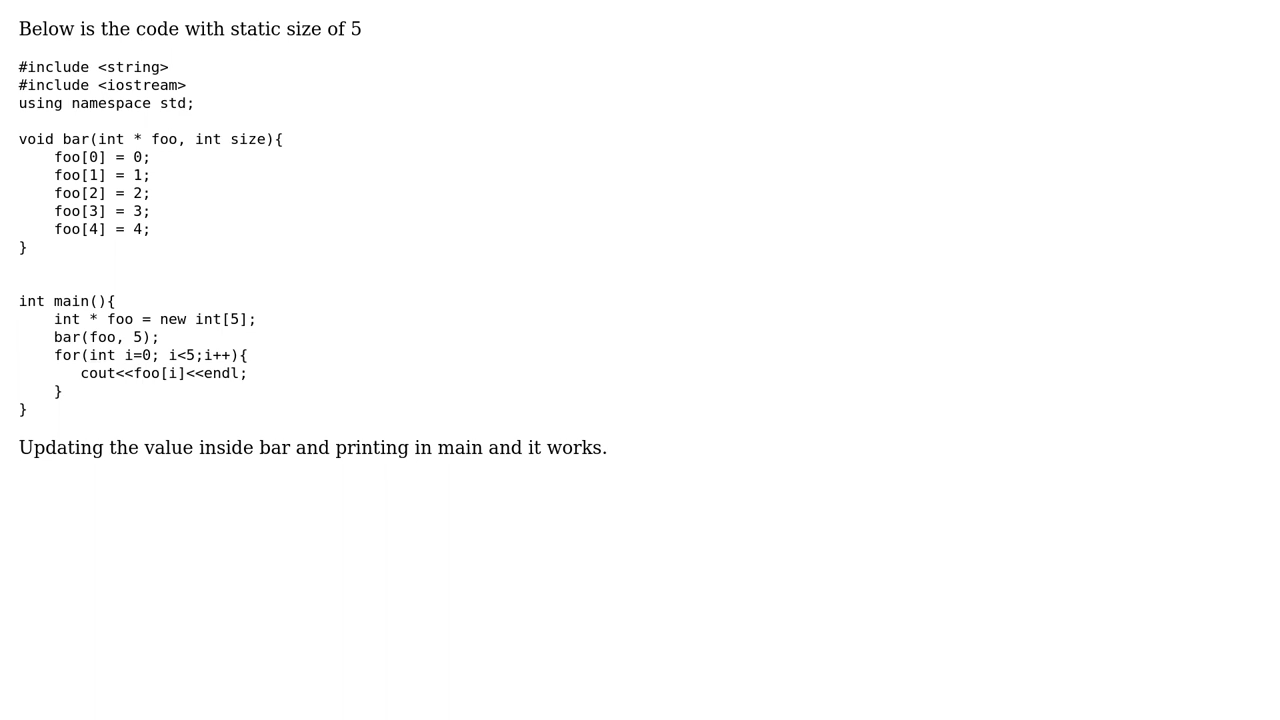 Below is the code with static size of 5
#include <string>
#include <iostream>
using namespace std;
void bar(int * foo, int size){
    foo[0] = 0;
    foo[1] = 1;
    foo[2] = 2;
    foo[3] = 3;
    foo[4] = 4;
}
int main(){
    int * foo = new int[5];
    bar(foo, 5);
    for(int i=0; i<5;i++){
       cout<<foo[i]<<endl;
    }
}
Updating the value inside bar and printing in main and it works.